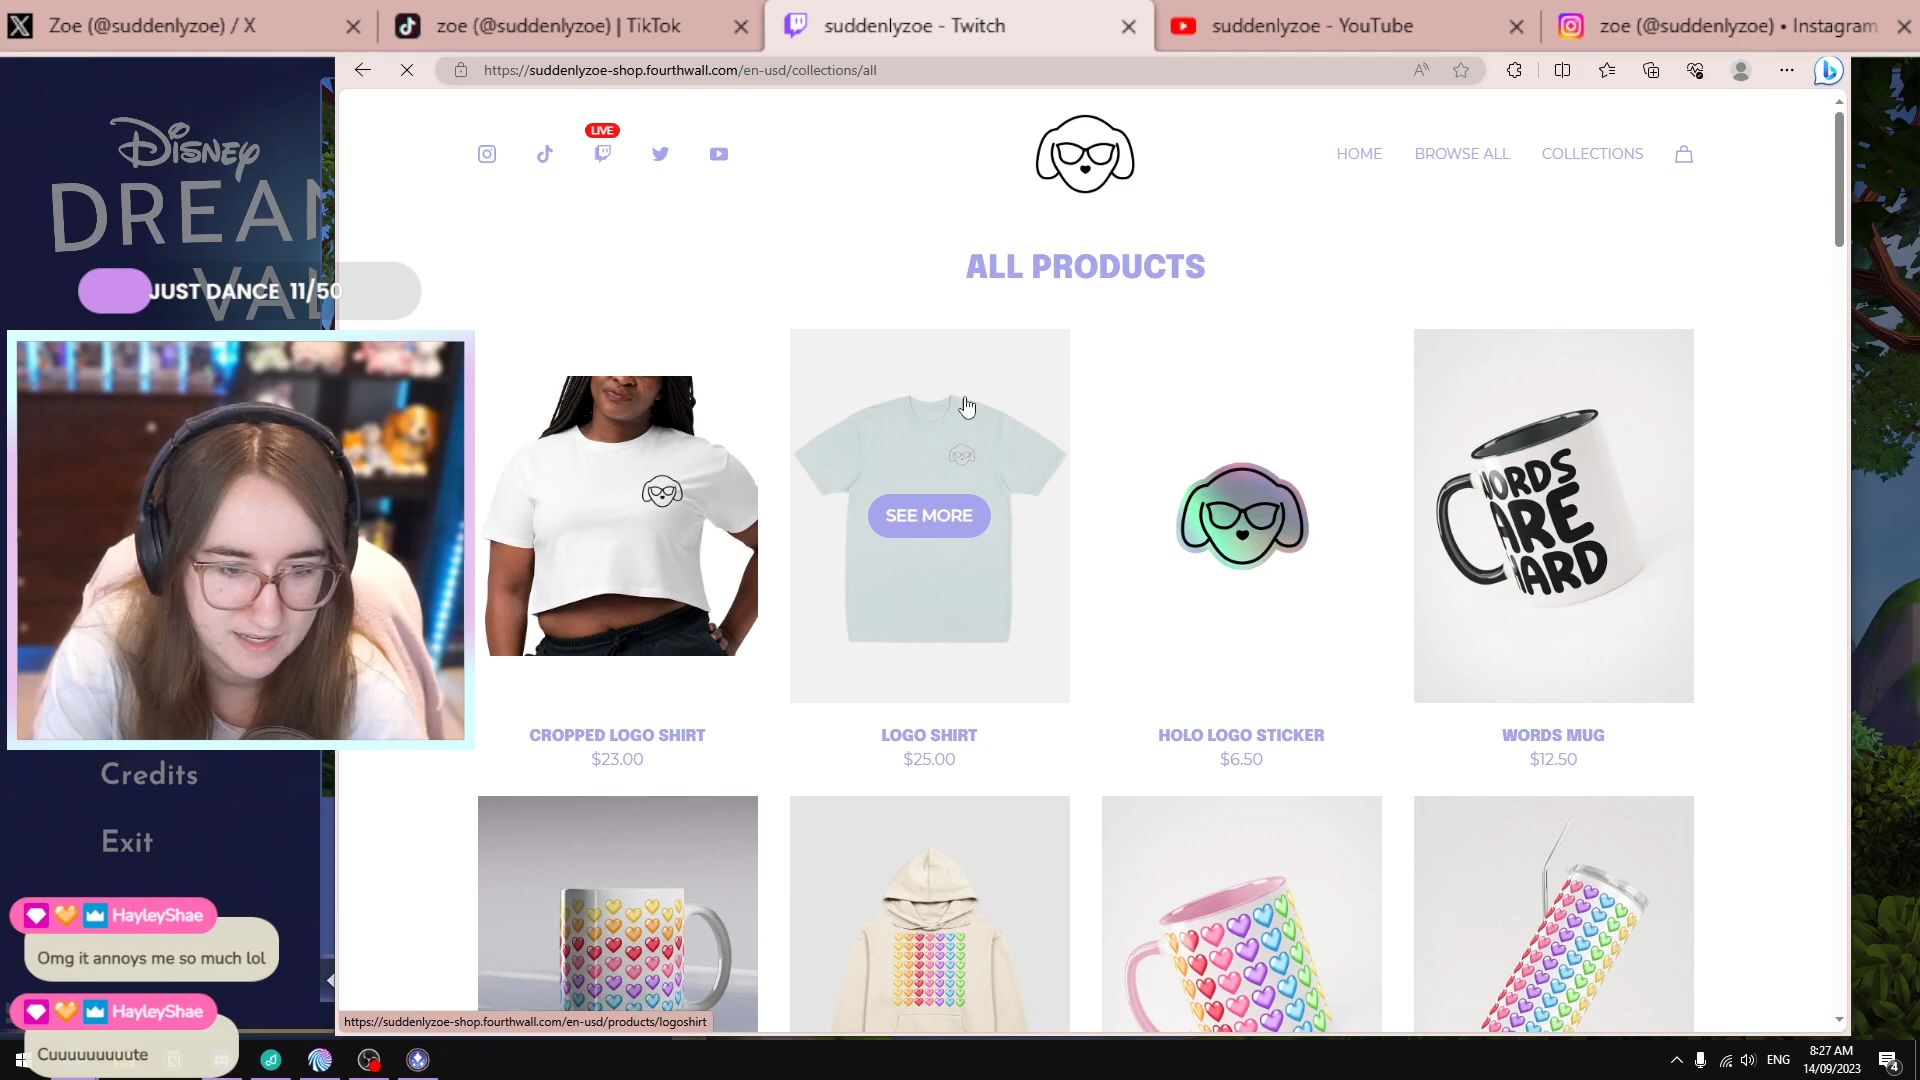 Zoe (@suddenlyzoe) / X
zoe (@suddenlyzoe) | TikTok
suddenlyzoe - Twitch
suddenlyzoe - YouTube
zoe (@suddenlyzoe) • Instagram
https://suddenlyzoe-shop.fourthwall.com/en-usd/collections/all
LIVE
HOME
BROWSE ALL
COLLECTIONS
Disney
DREAM
VAL
JUST DANCE 11/50
ALL PRODUCTS
SEE MORE
WORDS
ARE
HARD
CROPPED LOGO SHIRT
$23.00
LOGO SHIRT
$25.00
HOLO LOGO STICKER
$6.50
WORDS MUG
$12.50
Credits
Exit
HayleyShae
Omg it annoys me so much lol
HayleyShae
Cuuuuuuuuute
https://suddenlyzoe-shop.fourthwall.com/en-usd/products/logoshirt
ENG
8:27 AM
14/09/2023
4